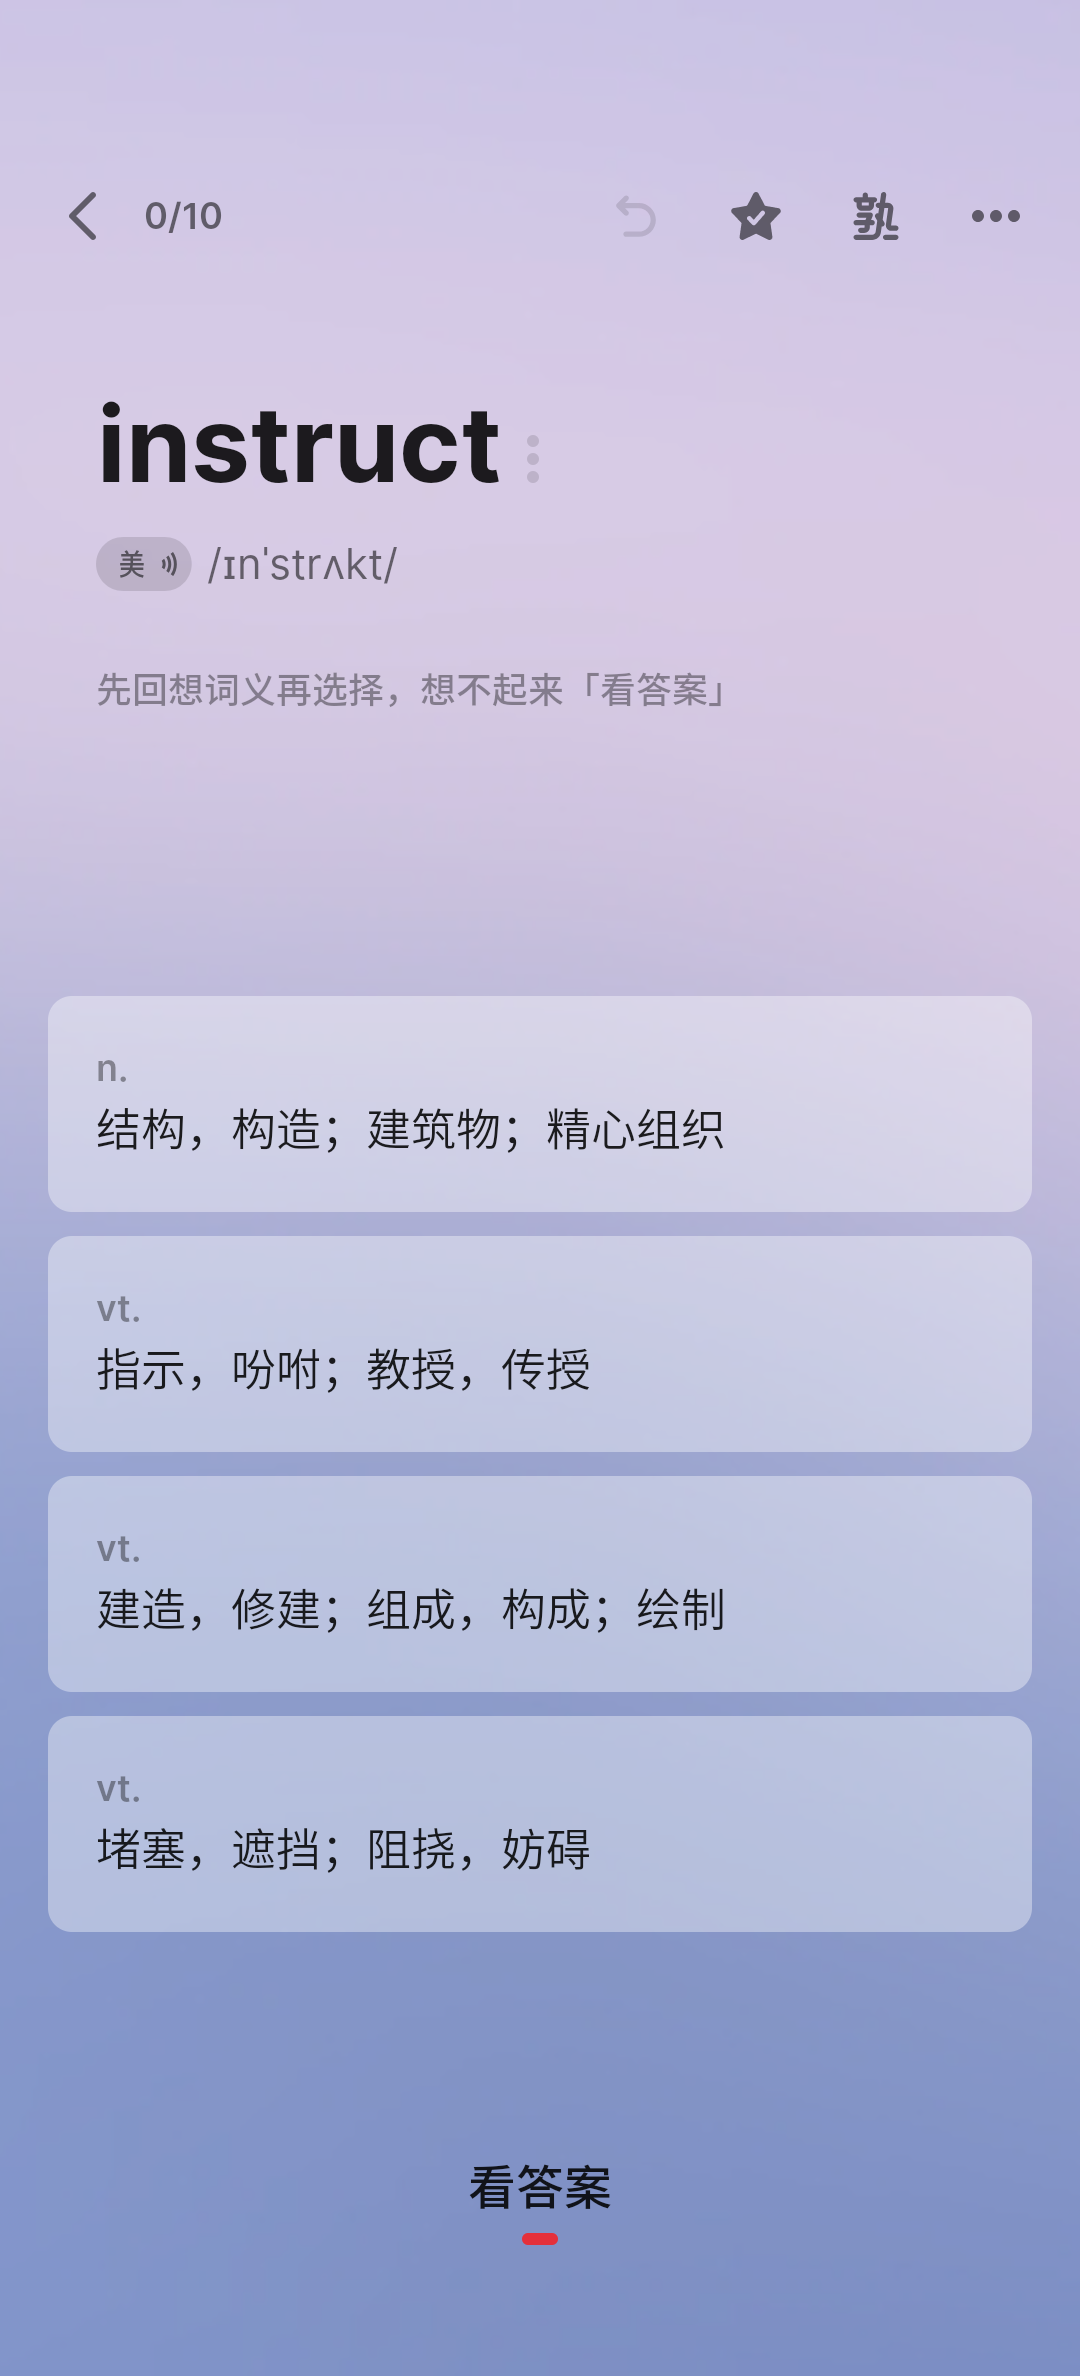 0/10
熟
instruct
美 /ɪnˈstrʌkt/
先回想词义再选择，想不起来「看答案」
n.
结构，构造；建筑物；精心组织
vt.
指示，吩咐；教授，传授
vt.
建造，修建；组成，构成；绘制
vt.
堵塞，遮挡；阻挠，妨碍
看答案